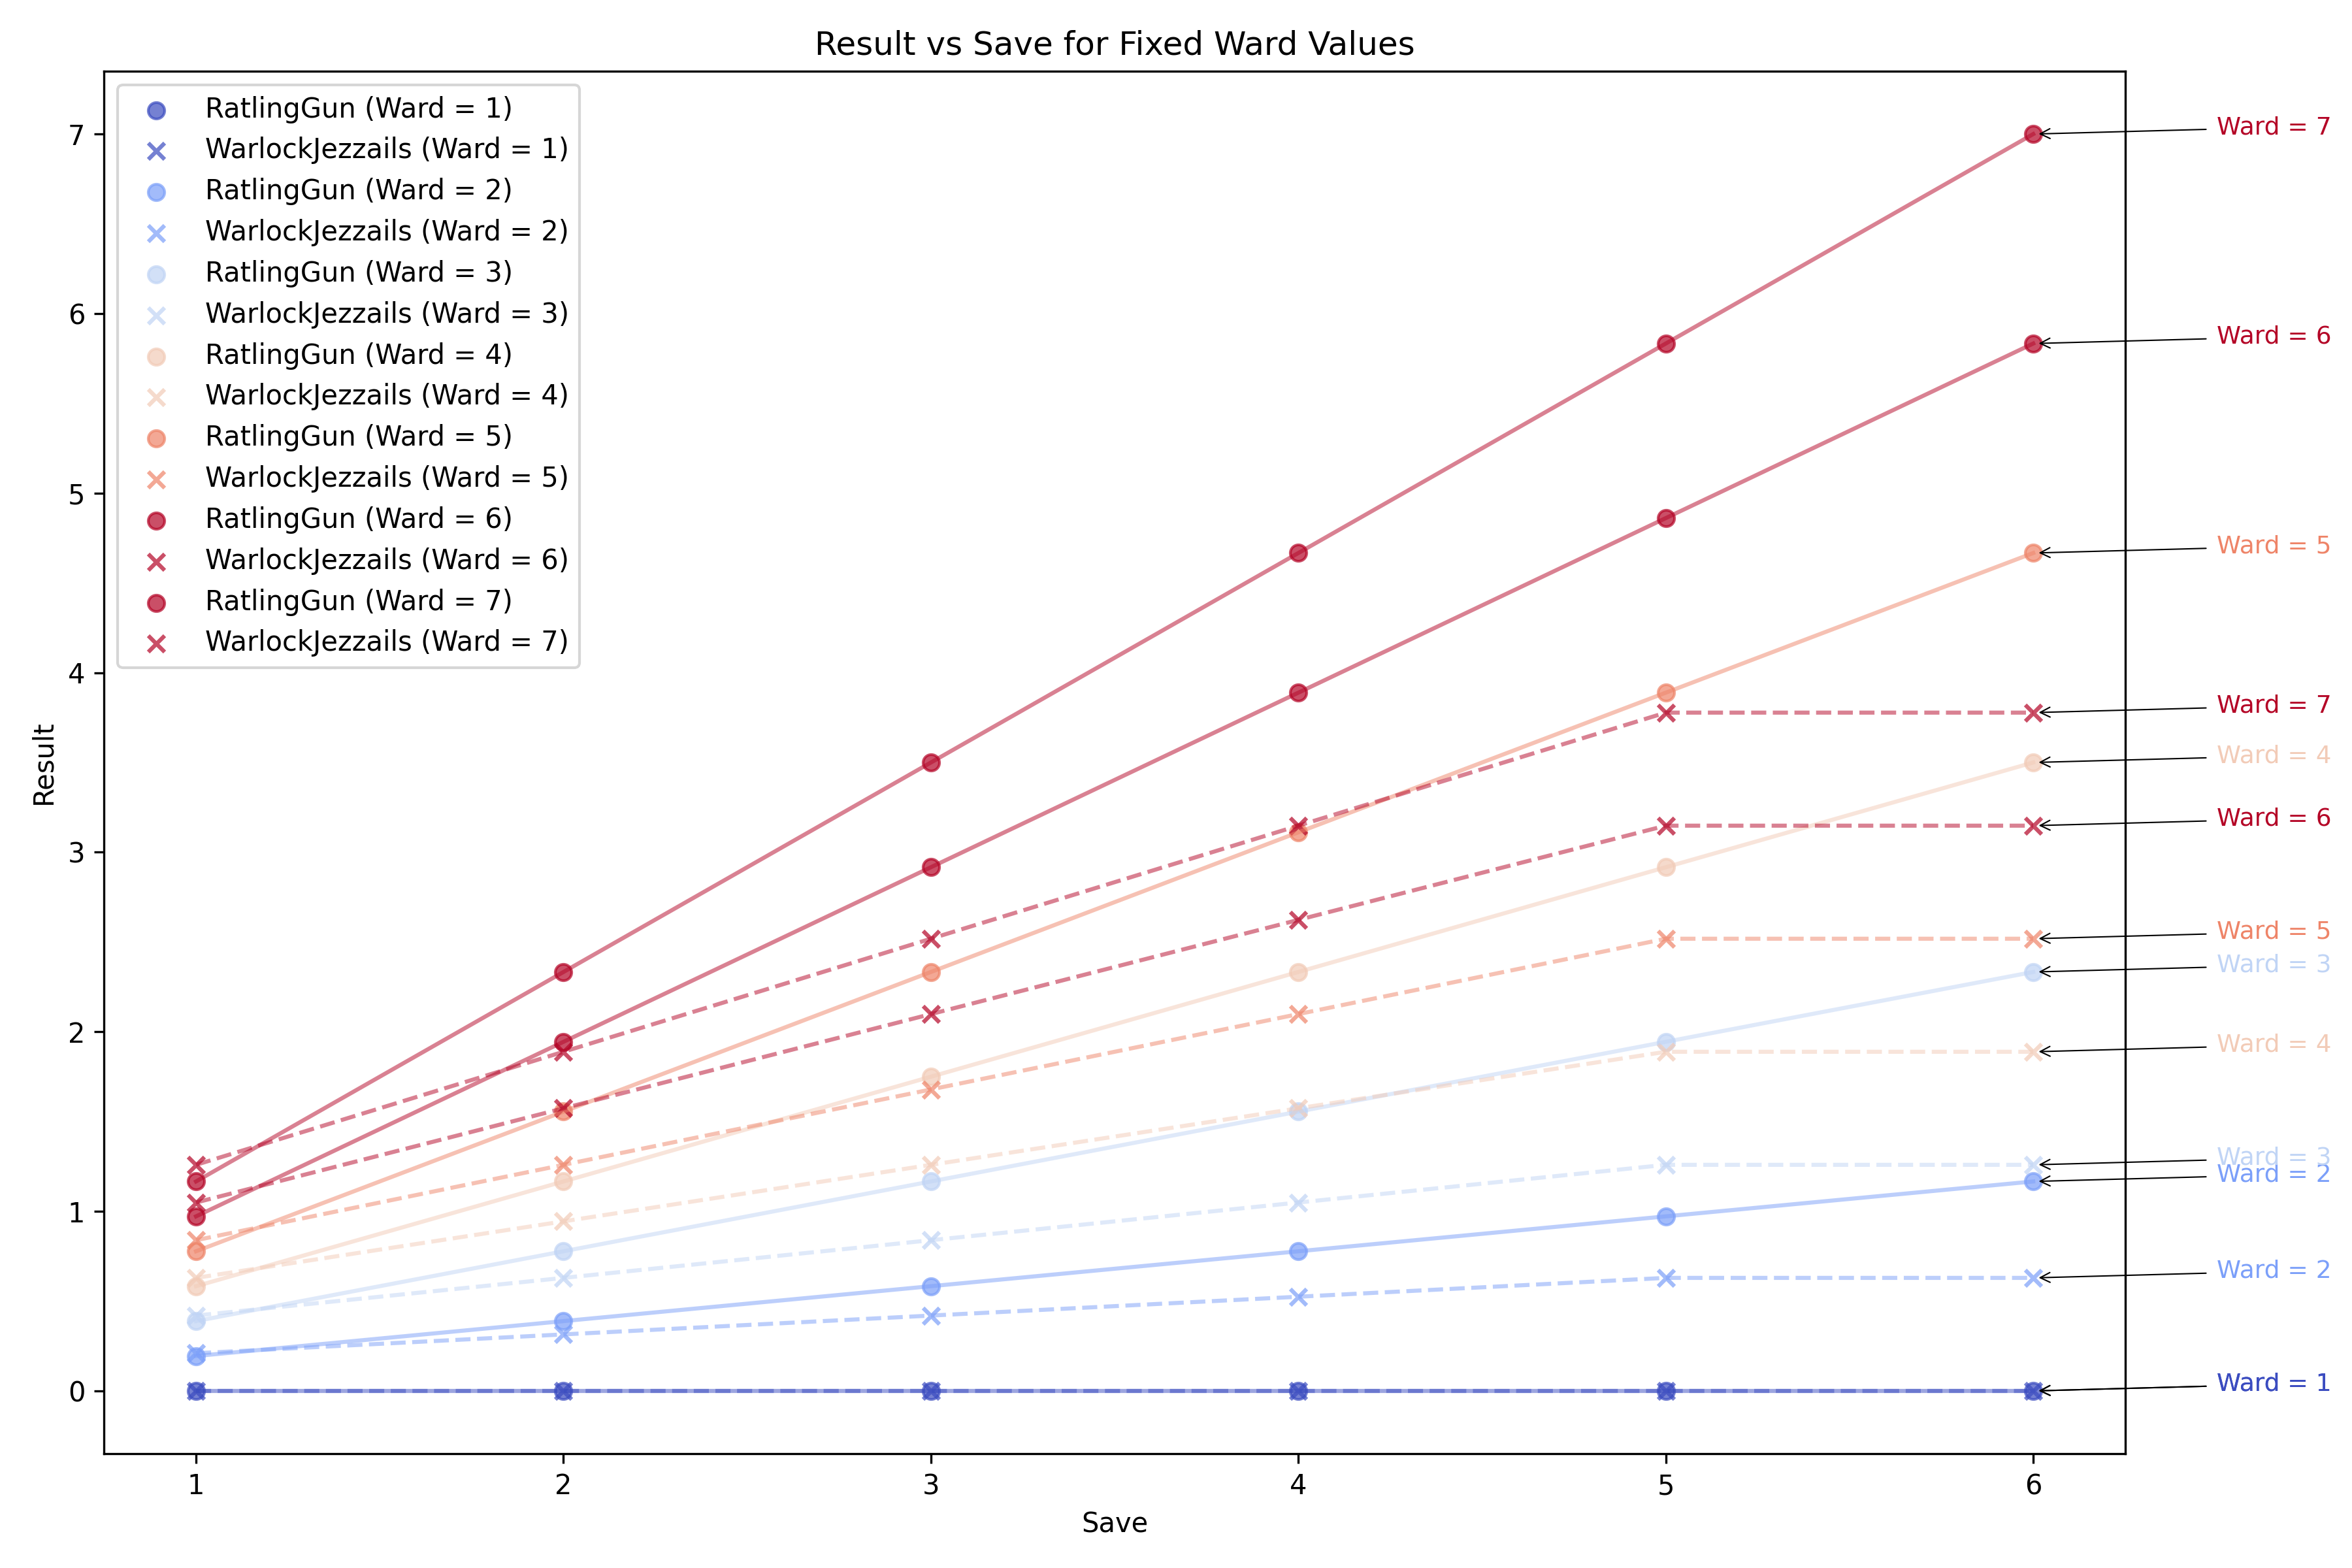 Result vs Save for Fixed Ward Values
RatlingGun (Ward = 1)
WarlockJezzails (Ward = 1)
RatlingGun (Ward = 2)
WarlockJezzails (Ward = 2)
RatlingGun (Ward = 3)
WarlockJezzails (Ward = 3)
RatlingGun (Ward = 4)
WarlockJezzails (Ward = 4)
RatlingGun (Ward = 5)
WarlockJezzails (Ward = 5)
RatlingGun (Ward = 6)
WarlockJezzails (Ward = 6)
RatlingGun (Ward = 7)
WarlockJezzails (Ward = 7)
Result
7
6
5
4
3
2
1
0
Ward = 7
Ward = 6
Ward = 5
Ward = 7
Ward = 4
Ward = 6
Ward = 5
Ward = 3
Ward = 4
Ward = 3
Ward = 2
Ward = 2
Ward = 1
1 2 3 4 5 6
Save